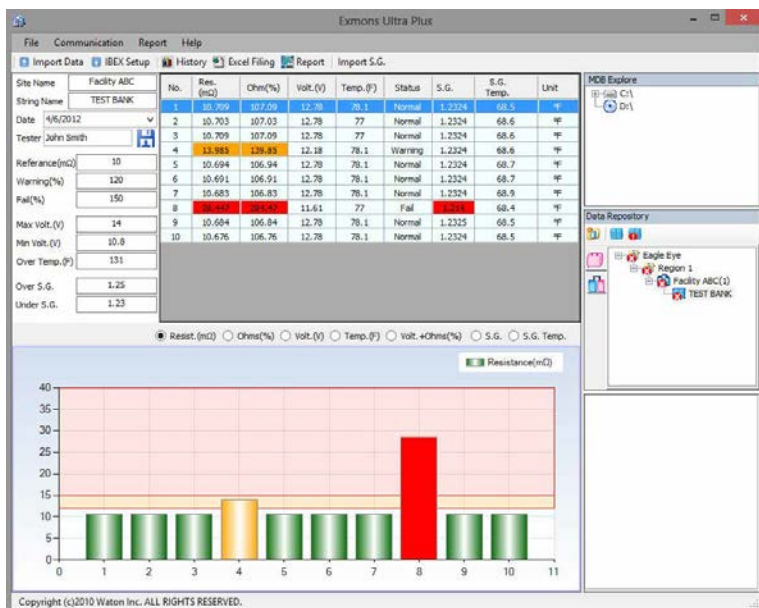 Exmons Ultra Plus
File Communication Report Help
Import Data IBEX Setup History Excel Filing Report Import S.G.
Site Name Facility ABC
String Name TEST BANK
Date 4/6/2012
Tester John Smith
Referance(mΩ) 10
Warning(%) 120
Fail(%) 150
Max Volt.(V) 14
Min Volt.(V) 10.8
Over Temp.(F) 131
Over S.G. 1.25
Under S.G. 1.23
No. Res. (mΩ) Ohm(%) Volt.(V) Temp.(F) Status S.G. S.G. Temp. Unit
1 10.709 107.09 12.78 78.1 Normal 1.2324 68.5 °F
2 10.703 107.03 12.78 77 Normal 1.2324 68.6 °F
3 10.709 107.09 12.78 77 Normal 1.2324 68.6 °F
4 13.985 139.85 12.18 78.1 Warning 1.2324 68.6 °F
5 10.694 106.94 12.78 78.1 Normal 1.2324 68.7 °F
6 10.691 106.91 12.78 78.1 Normal 1.2324 68.7 °F
7 10.683 106.83 12.78 78.1 Normal 1.2324 68.9 °F
8 11.61 77 Fail 68.4 °F
9 10.684 106.84 12.78 78.1 Normal 1.2325 68.5 °F
10 10.676 106.76 12.78 78.1 Normal 1.2324 68.5 °F
MDB Explore
C:\
D:\
Data Repository
Eagle Eye
Region 1
Facility ABC(1)
TEST BANK
Resist.(mΩ) Ohms(%) Volt.(V) Temp.(F) Volt.+Ohms(%) S.G. S.G. Temp.
Resistance(mΩ)
40
35
30
25
20
15
10
5
0
0 1 2 3 4 5 6 7 8 9 10 11
Copyright (c)2010 Waton Inc. ALL RIGHTS RESERVED.